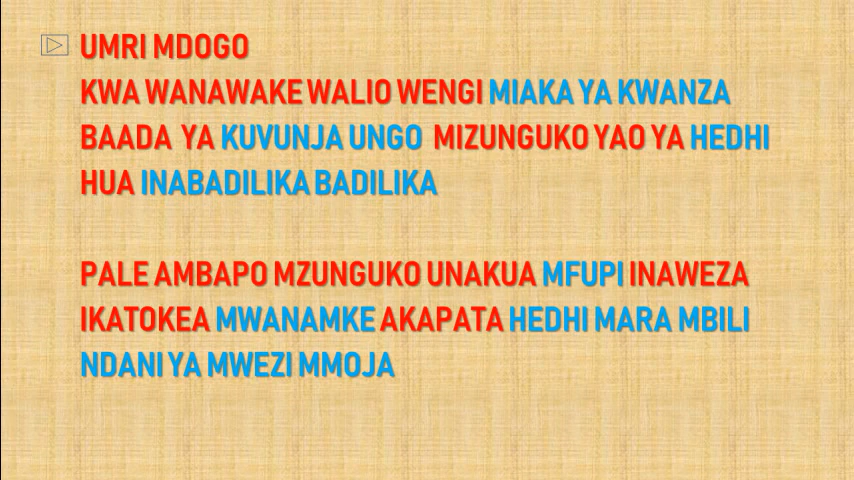 UMRI MDOGO
KWA WANAWAKE WALIO WENGI MIAKA YA KWANZA
BAADA YA KUVUNJA UNGO MIZUNGUKO YAO YA HEDHI
HUA INABADILIKA BADILIKA
PALE AMBAPO MZUNGUKO UNAKUA MFUPI INAWEZA
IKATOKEA MWANAMKE AKAPATA HEDHI MARA MBILI
NDANI YA MWEZI MMOJA